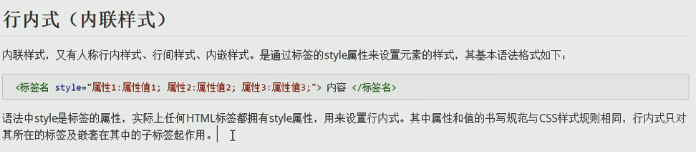 行内式（内联样式）
内联样式，又有人称行内样式、行间样式、内嵌样式。是通过标签的style属性来设置元素的样式，其基本语法格式如下：
<标签名 style="属性1:属性值1; 属性2:属性值2; 属性3:属性值3;"> 内容 </标签名>
语法中style是标签的属性，实际上任何HTML标签都拥有style属性，用来设置行内式。其中属性和值的书写规范与CSS样式规则相同，行内式只对
其所在的标签及嵌套在其中的子标签起作用。